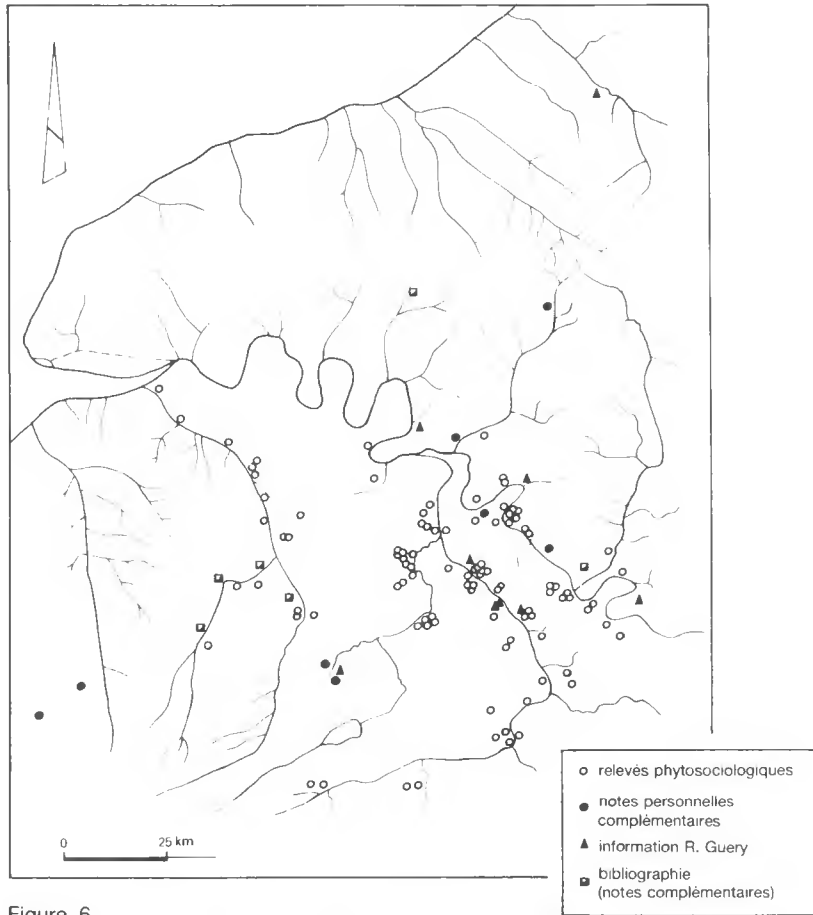 0 25 km
relevés phytosociologiques
notes personnelles
complémentaires
information R. Guery
bibliographie
(notes complémentaires)
Figure 6